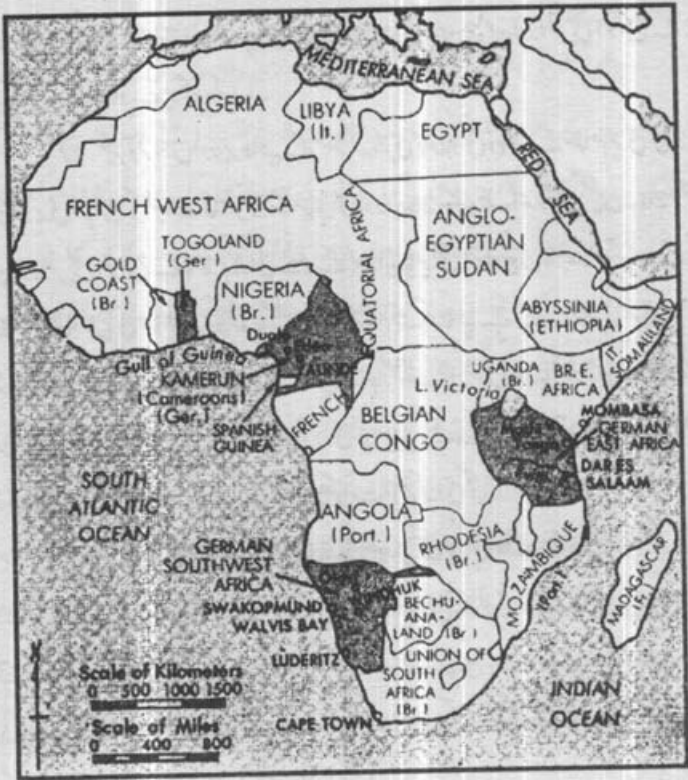 MEDITERRANEAN SEA
ALGERIA
LIBYA
(It.)
EGYPT
RED
SEA
FRENCH WEST AFRICA
TOGOLAND
(Ger.)
GOLD
COAST
(Br.)
NIGERIA
(Br.)
EQUATORIAL AFRICA
ANGLO-
EGYPTIAN
SUDAN
ABYSSINIA
(ETHIOPIA)
IT. SOMALILAND
Gulf of Guinea
KAMERUN
(Cameroons)
(Ger.)
SPANISH
GUINEA
FRENCH
UGANDA
(Br.)
BR. E.
AFRICA
L. Victoria
BELGIAN
CONGO
MOMBASA
GERMAN
EAST AFRICA
DAR ES
SALAAM
SOUTH
ATLANTIC
OCEAN
ANGOLA
(Port.)
RHODESIA
(Br.)
MOZAMBIQUE
(Port.)
MADAGASCAR
(Fr.)
GERMAN
SOUTHWEST
AFRICA
SWAKOPMUND
WALVIS BAY
BECHU-
ANA-
LAND (Br.)
LÜDERITZ
UNION OF
SOUTH
AFRICA
(Br.)
CAPE TOWN
INDIAN
OCEAN
N
Scale of Kilometers
0 500 1000 1500
Scale of Miles
0 400 800